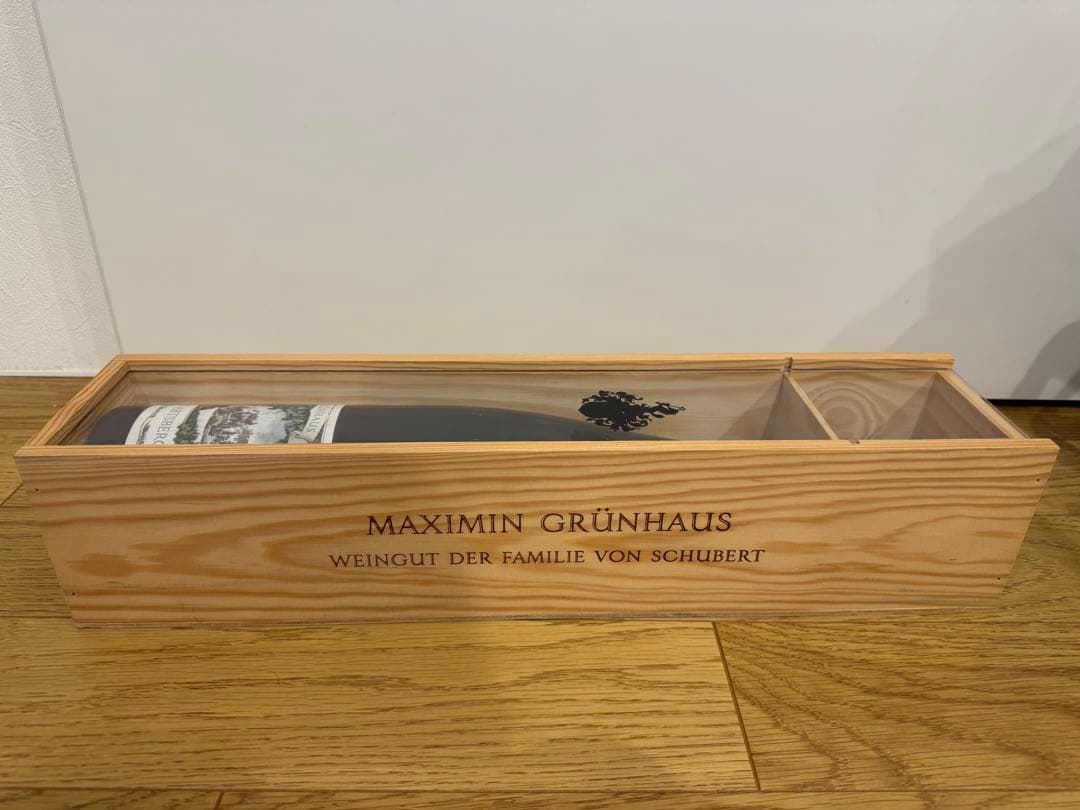 MAXIMIN GRÜNHAUS
WEINGUT DER FAMILIE VON SCHUBERT